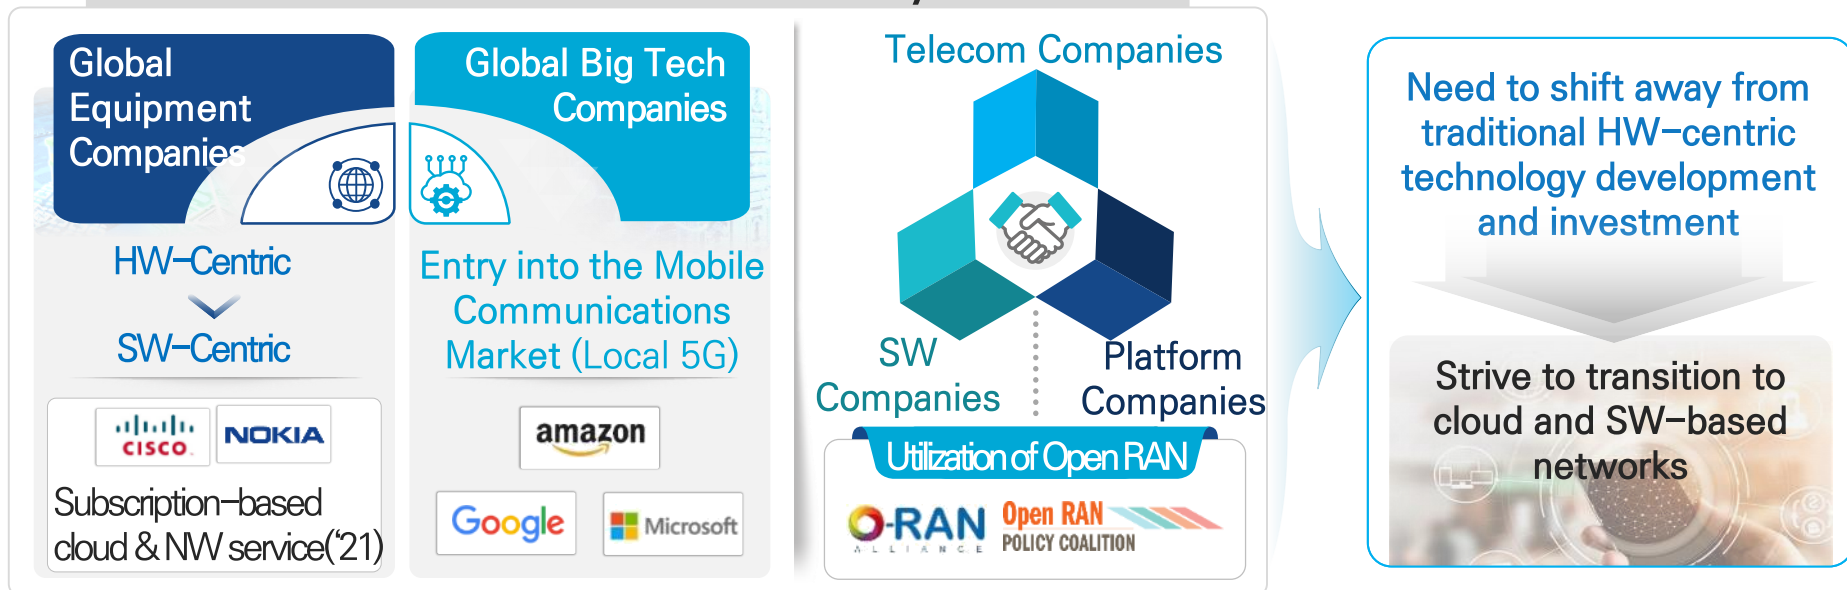 Global
Equipment
Companies
Global Big Tech
Companies
HW-Centric
SW-Centric
CISCO
NOKIA
Subscription-based
cloud & NW service('21)
Entry into the Mobile
Communications
Market (Local 5G)
amazon
Google
Microsoft
Telecom Companies
SW
Companies
Platform
Companies
Utilization of Open RAN
O-RAN
ALLIANCE
Open RAN
POLICY COALITION
Need to shift away from
traditional HW-centric
technology development
and investment
Strive to transition to
cloud and SW-based
networks